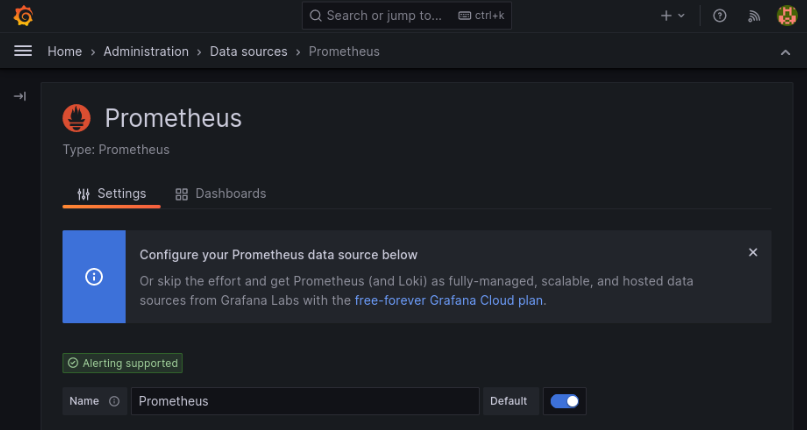 Search or jump to... ctrl+k
Home › Administration › Data sources › Prometheus
Prometheus
Type: Prometheus
Settings Dashboards
Configure your Prometheus data source below
Or skip the effort and get Prometheus (and Loki) as fully-managed, scalable, and hosted data
sources from Grafana Labs with the free-forever Grafana Cloud plan.
Alerting supported
Name Prometheus Default